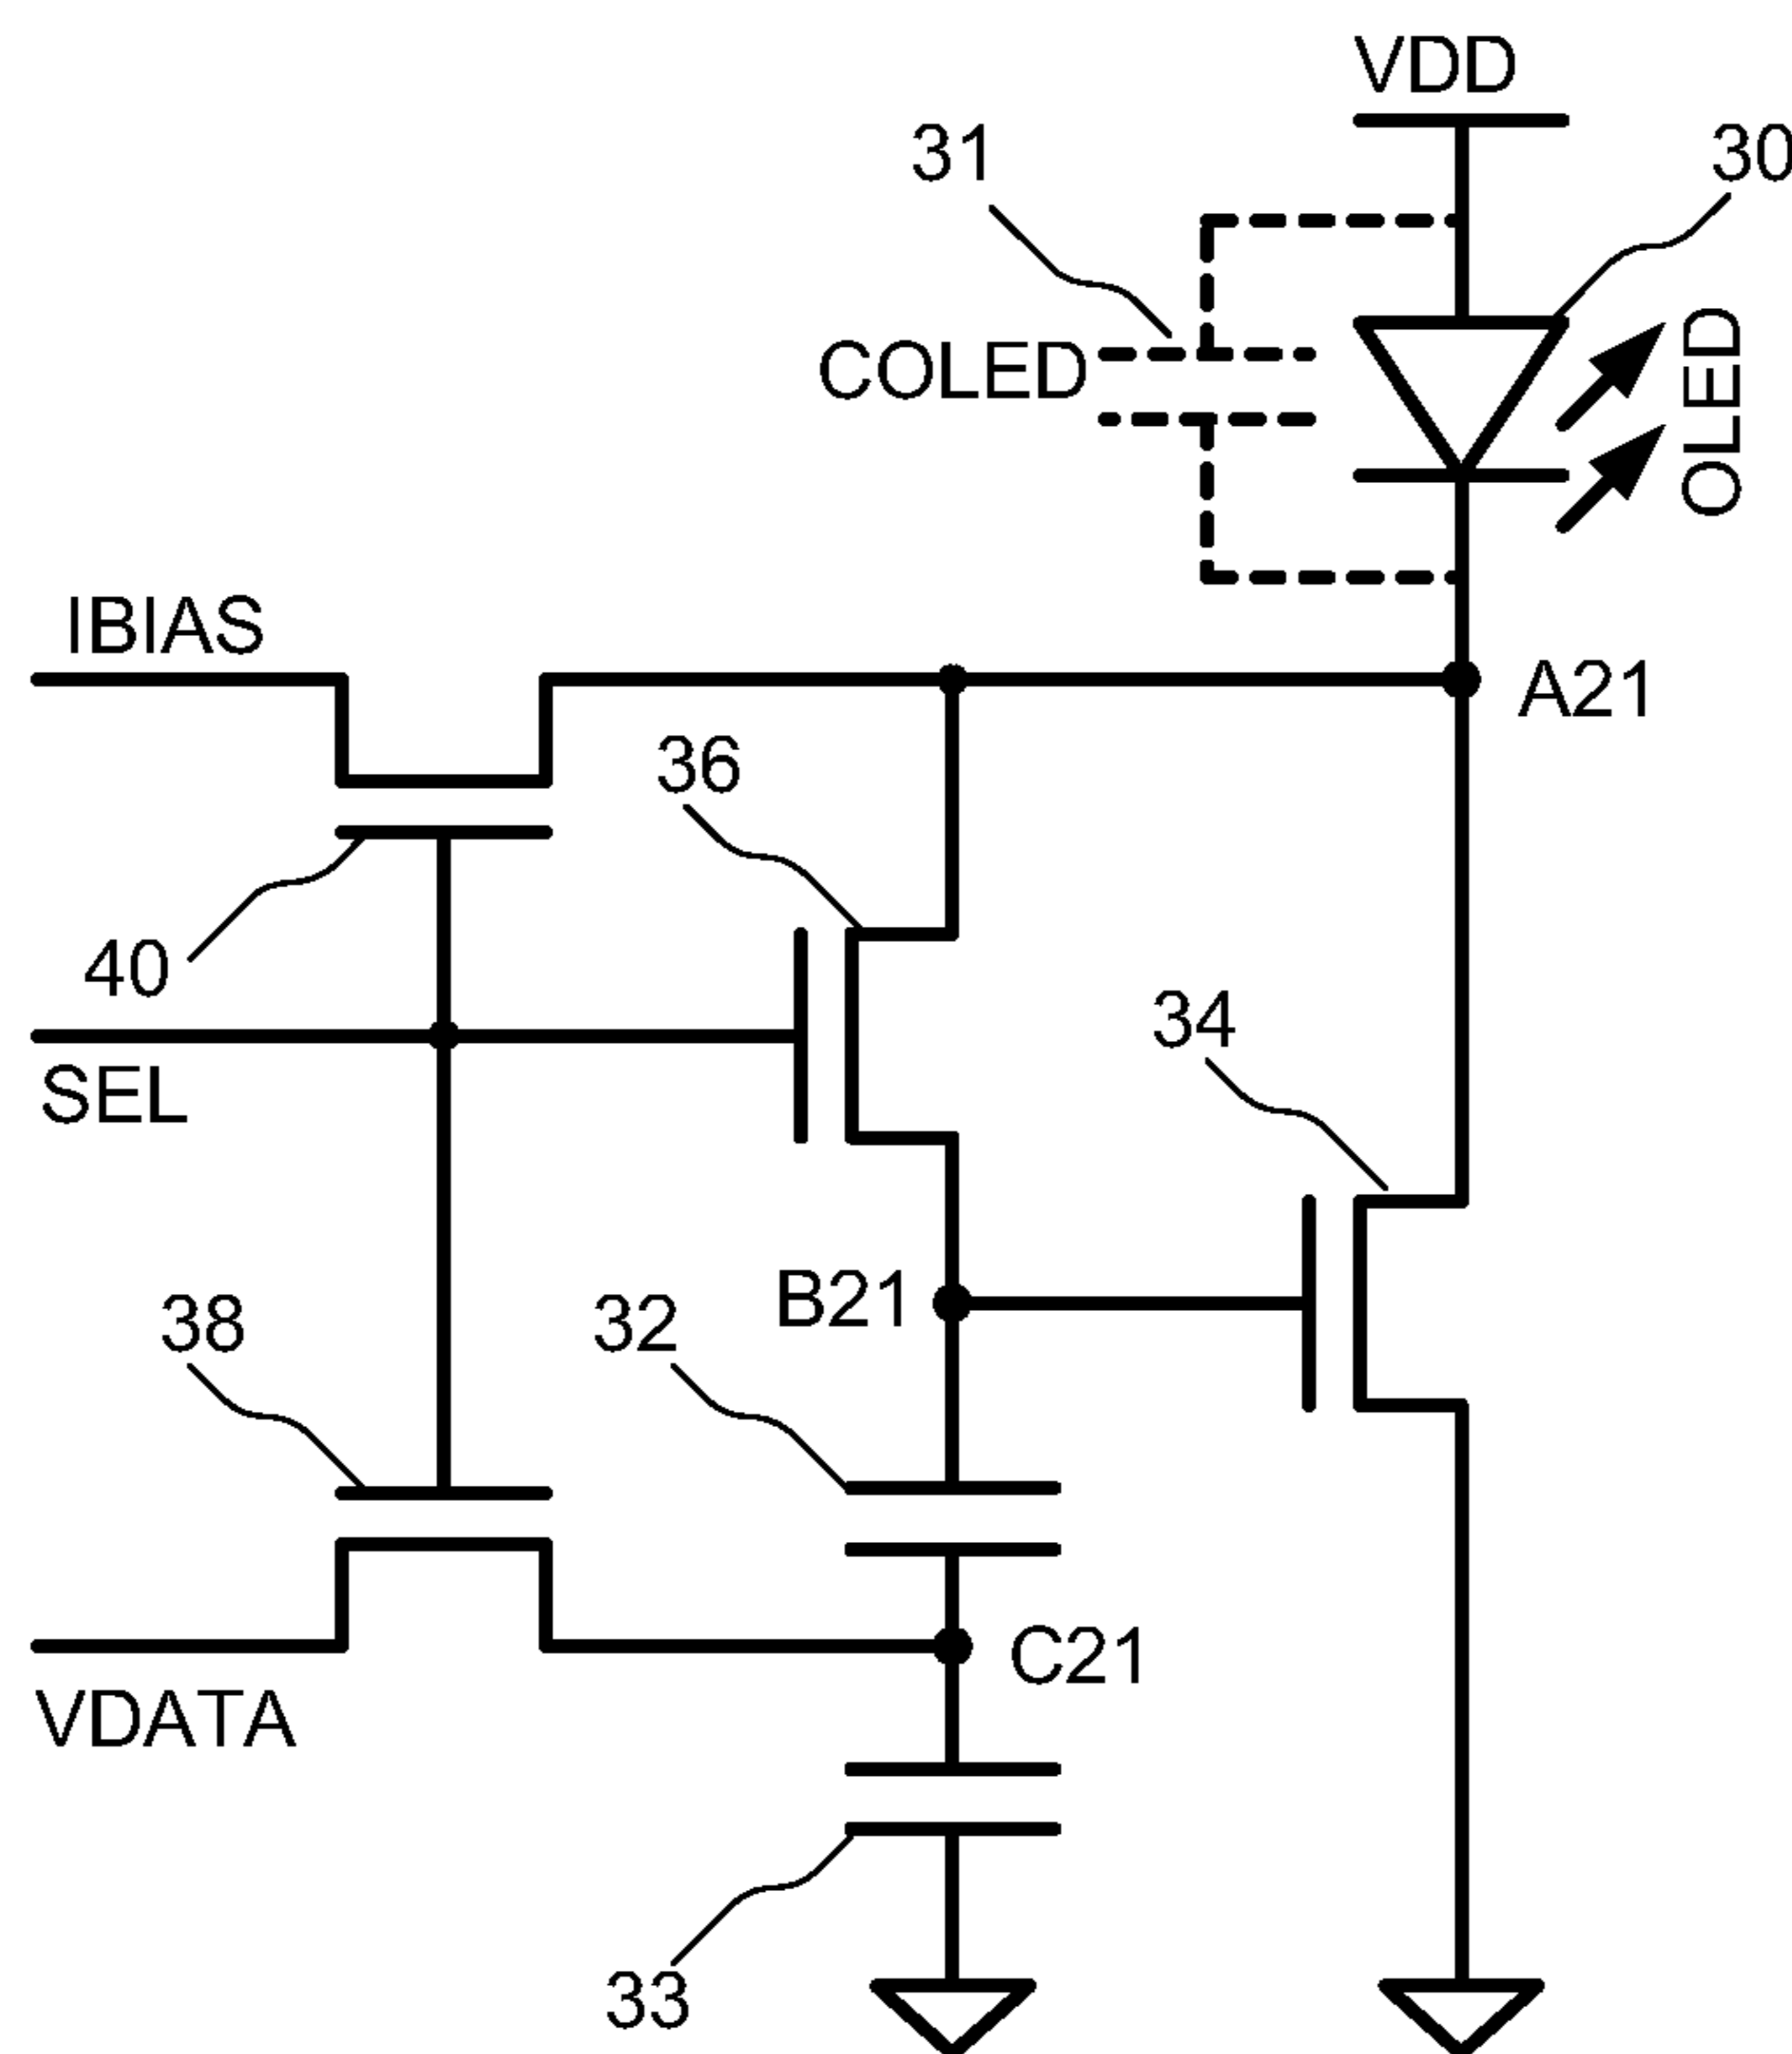 VDD
31
30
COLED
OLED
IBIAS
A21
36
40
34
SEL
B21
38
32
C21
VDATA
33